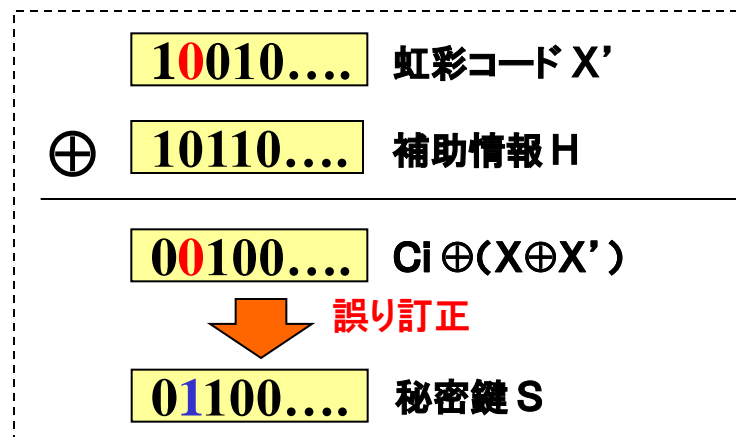 10010…. 虹彩コード X’
⊕ 10110…. 補助情報 H
00100…. Ci ⊕(X⊕X’)
誤り訂正
01100…. 秘密鍵 S